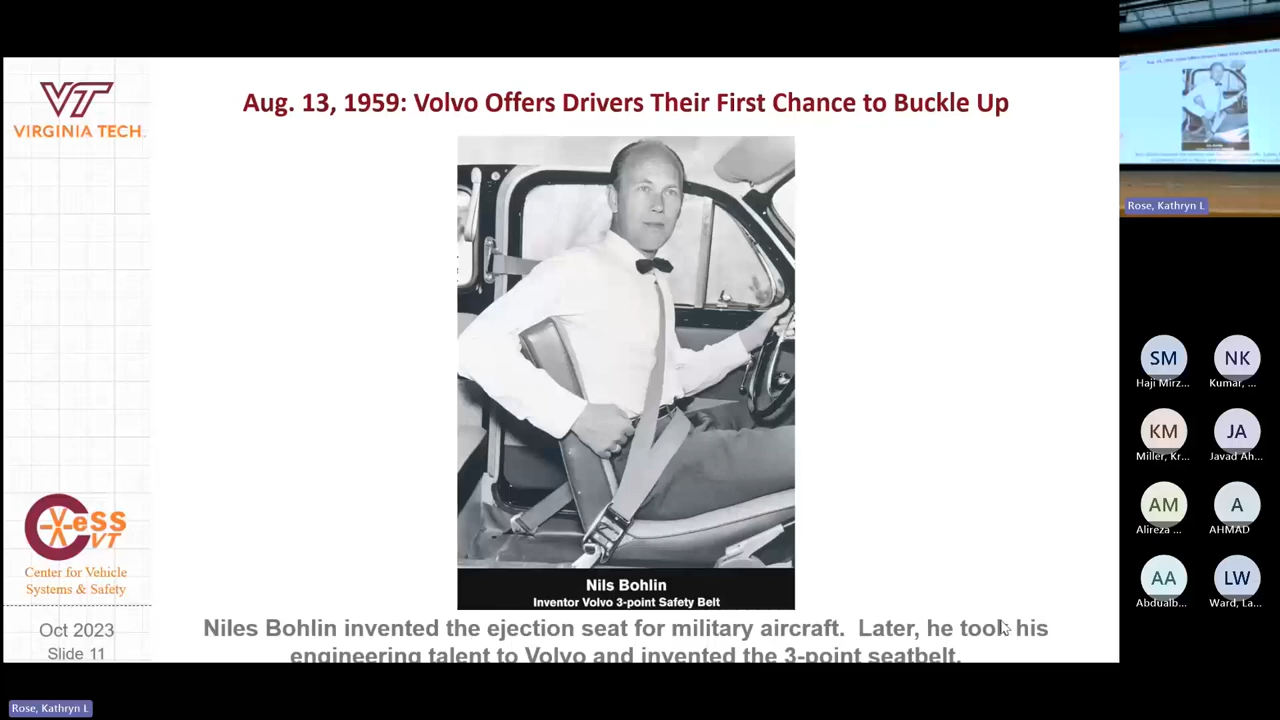 VT
VIRGINIA TECH.
Aug. 13, 1959: Volvo Offers Drivers Their First Chance to Buckle Up
Nils Bohlin
Inventor Volvo 3-point Safety Belt
Niles Bohlin invented the ejection seat for military aircraft. Later, he took his
engineering talent to Volvo and invented the 3-point seatbelt.
CVeSS
VT
Center for Vehicle
Systems & Safety
Oct 2023
Slide 11
Rose, Kathryn L
Rose, Kathryn L
SM
NK
Haji Mirz...
Kumar, ...
KM
JA
Miller, Kr...
Javad Ah...
AM
A
Alireza ...
AHMAD
AA
LW
Abdualb...
Ward, La...